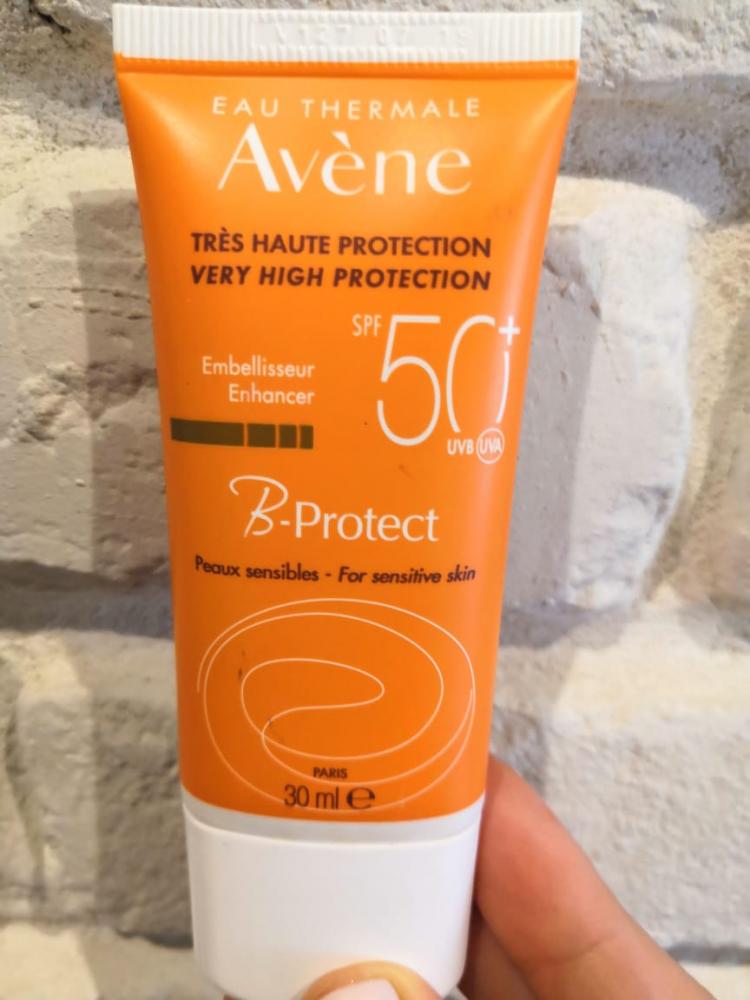 EAU THERMALE
Avène
TRÈS HAUTE PROTECTION
VERY HIGH PROTECTION
SPF 50+
Embellisseur
Enhancer
UVB UVA
B-Protect
Peaux sensibles - For sensitive skin
PARIS
30 ml ℮